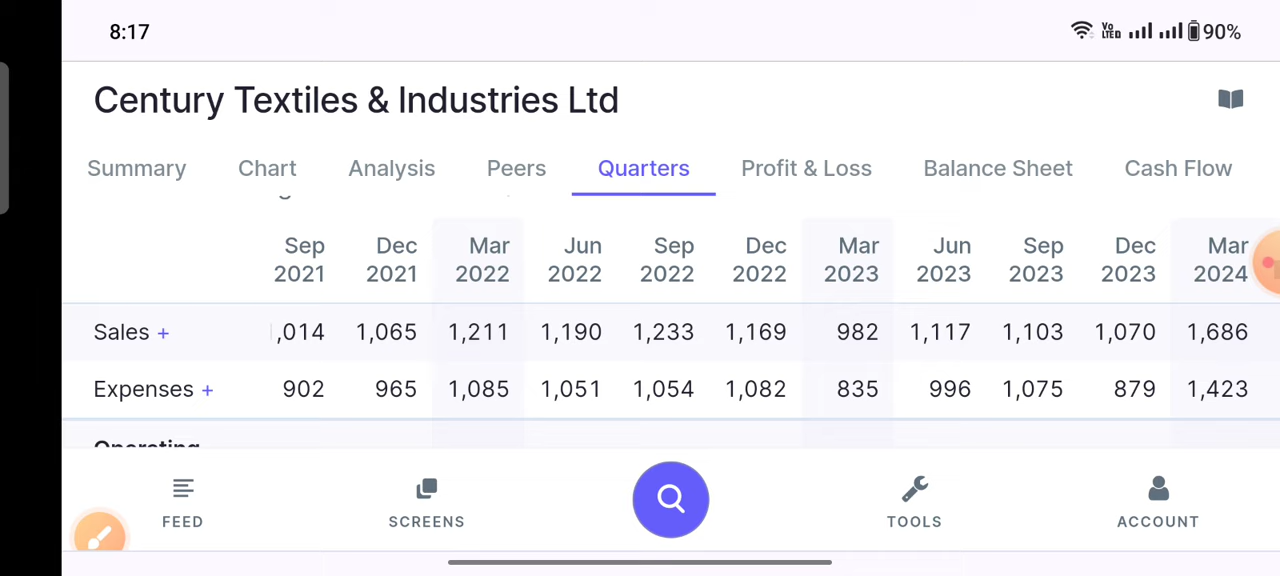 8:17 VoLTED 90%
Century Textiles & Industries Ltd
Summary Chart Analysis Peers Quarters Profit & Loss Balance Sheet Cash Flow
Sep 2021 Dec 2021 Mar 2022 Jun 2022 Sep 2022 Dec 2022 Mar 2023 Jun 2023 Sep 2023 Dec 2023 Mar 2024
Sales + ,014 1,065 1,211 1,190 1,233 1,169 982 1,117 1,103 1,070 1,686
Expenses + 902 965 1,085 1,051 1,054 1,082 835 996 1,075 879 1,423
Operating
FEED SCREENS TOOLS ACCOUNT